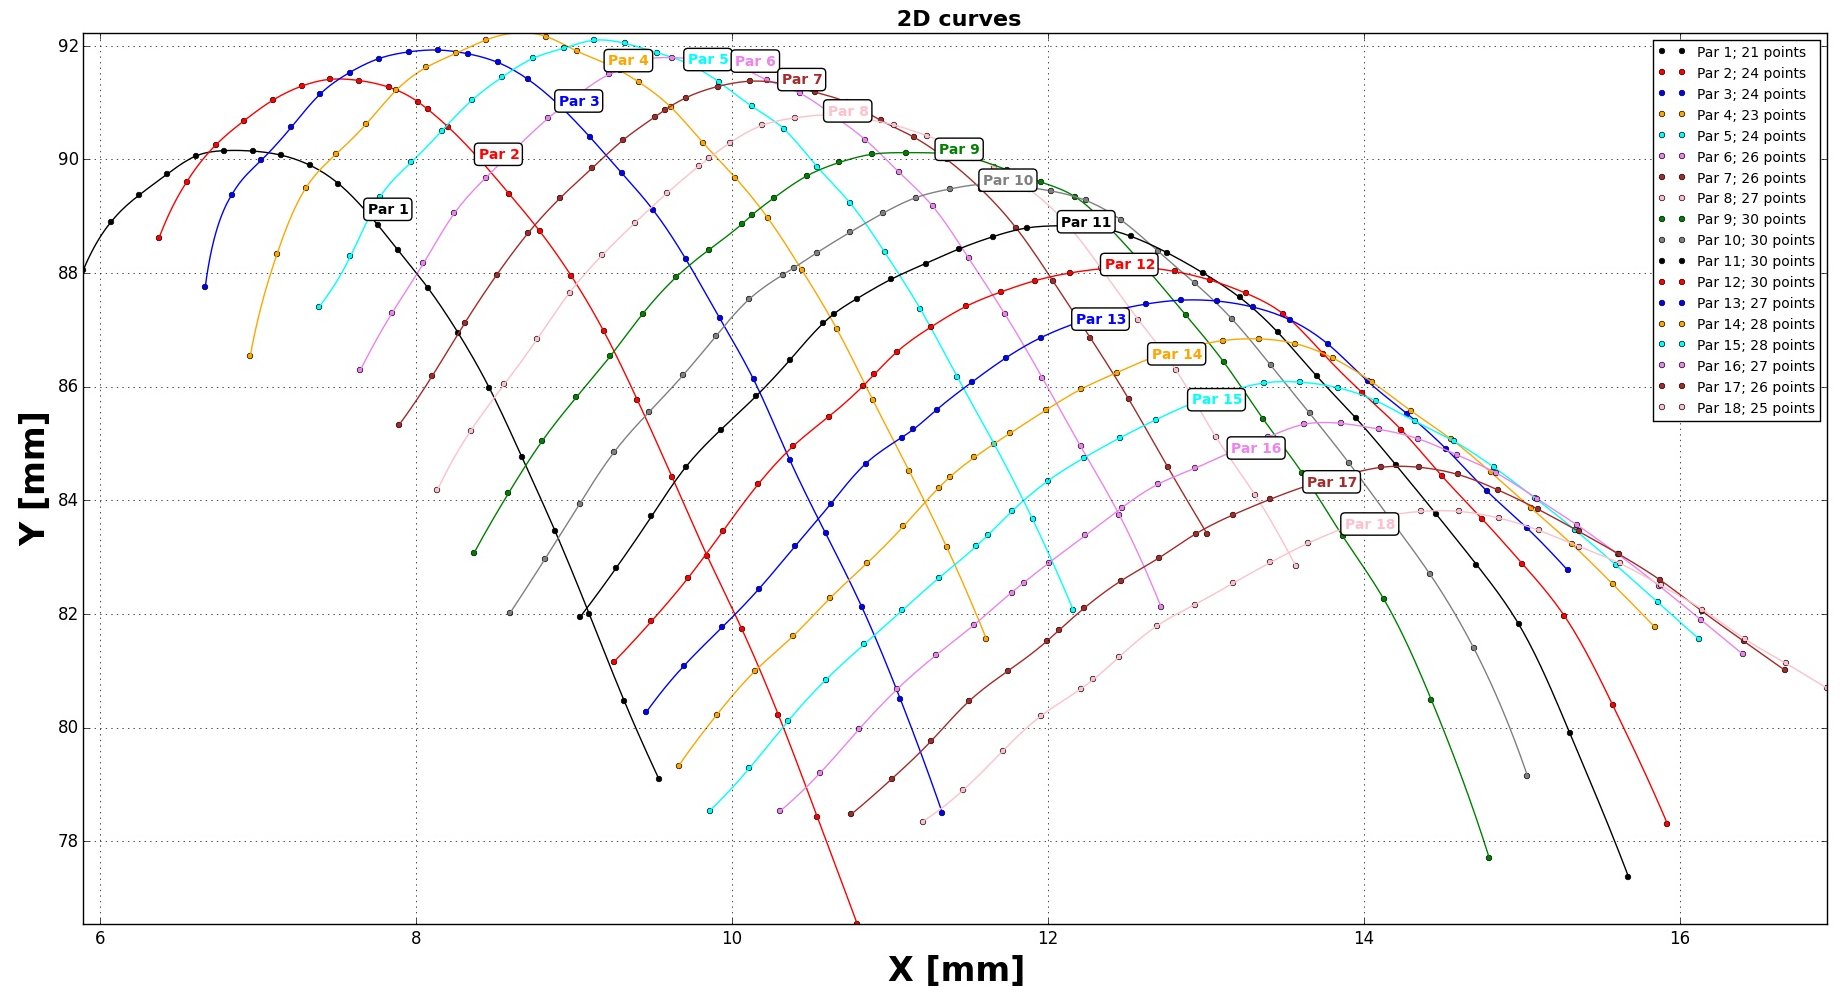 2D curves
92
90
88
86
84
82
80
78
Y [mm]
6
8
10
12
14
16
X [mm]
Par 1
Par 2
Par 3
Par 4
Par 5
Par 6
Par 7
Par 8
Par 9
Par 10
Par 11
Par 12
Par 13
Par 14
Par 15
Par 16
Par 17
Par 18
Par 1; 21 points
Par 2; 24 points
Par 3; 24 points
Par 4; 23 points
Par 5; 24 points
Par 6; 26 points
Par 7; 26 points
Par 8; 27 points
Par 9; 30 points
Par 10; 30 points
Par 11; 30 points
Par 12; 30 points
Par 13; 27 points
Par 14; 28 points
Par 15; 28 points
Par 16; 27 points
Par 17; 26 points
Par 18; 25 points